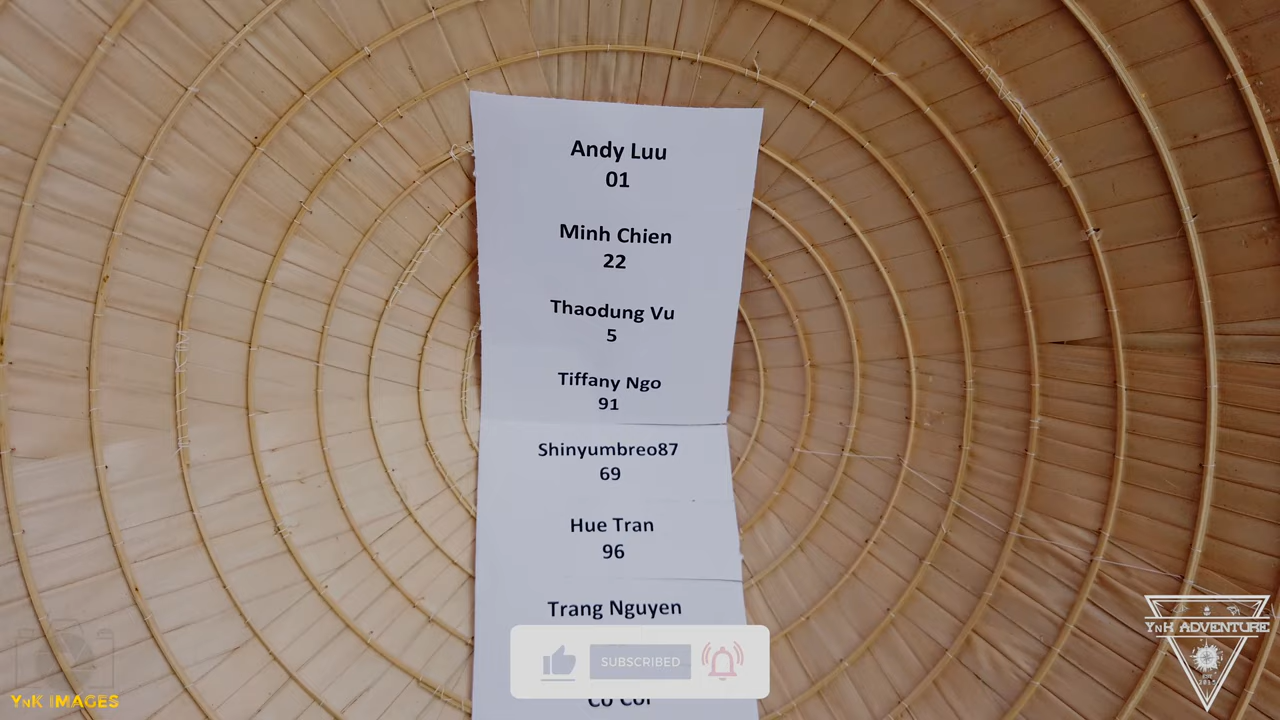 Andy Luu
01
Minh Chien
22
Thaodung Vu
5
Tiffany Ngo
91
Shinyumbreo87
69
Hue Tran
96
Trang Nguyen
SUBSCRIBED
YNK ADVENTURE
YNK IMAGES